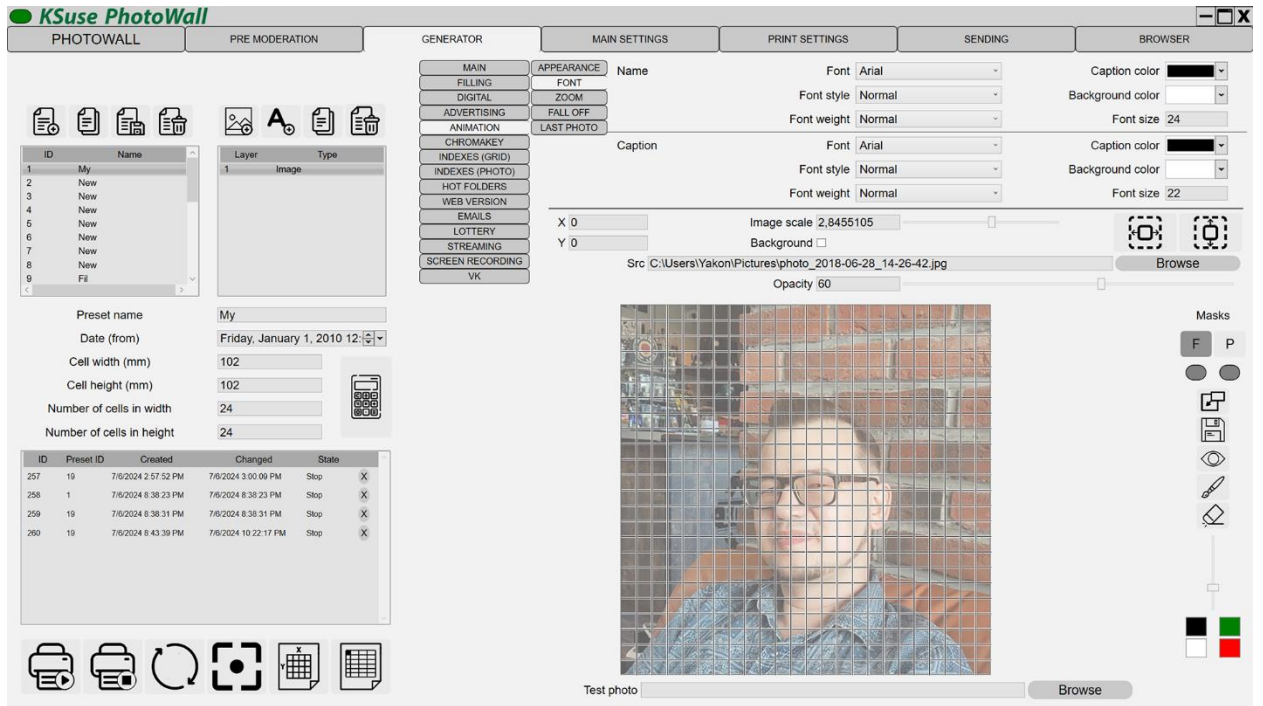 KSuse PhotoWall
X
PHOTOWALL PRE MODERATION GENERATOR MAIN SETTINGS PRINT SETTINGS SENDING BROWSER
MAIN
FILLING
DIGITAL
ADVERTISING
ANIMATION
CHROMAKEY
INDEXES (GRID)
INDEXES (PHOTO)
HOT FOLDERS
WEB VERSION
EMAILS
LOTTERY
STREAMING
SCREEN RECORDING
VK
APPEARANCE
FONT
ZOOM
FALL OFF
LAST PHOTO
Name Font Arial Caption color
Font style Normal Background color
Font weight Normal Font size 24
Caption Font Arial Caption color
Font style Normal Background color
Font weight Normal Font size 22
X 0 Image scale 2,8455105
Y 0 Background
Src C:\Users\Yakon\Pictures\photo_2018-06-28_14-26-42.jpg Browse
Opacity 60
ID Name
1 My
2 New
3 New
4 New
5 New
6 New
7 New
8 New
9 Fil
Layer Type
1 Image
Preset name My
Date (from) Friday, January 1, 2010 12:
Cell width (mm) 102
Cell height (mm) 102
Number of cells in width 24
Number of cells in height 24
ID Preset ID Created Changed State
257 19 7/6/2024 2:57:52 PM 7/6/2024 3:00:09 PM Stop X
258 1 7/6/2024 8:38:23 PM 7/6/2024 8:38:23 PM Stop X
259 19 7/6/2024 8:38:31 PM 7/6/2024 8:38:31 PM Stop X
260 19 7/6/2024 8:43:39 PM 7/6/2024 10:22:17 PM Stop X
X
Y
Masks
F P
Test photo Browse